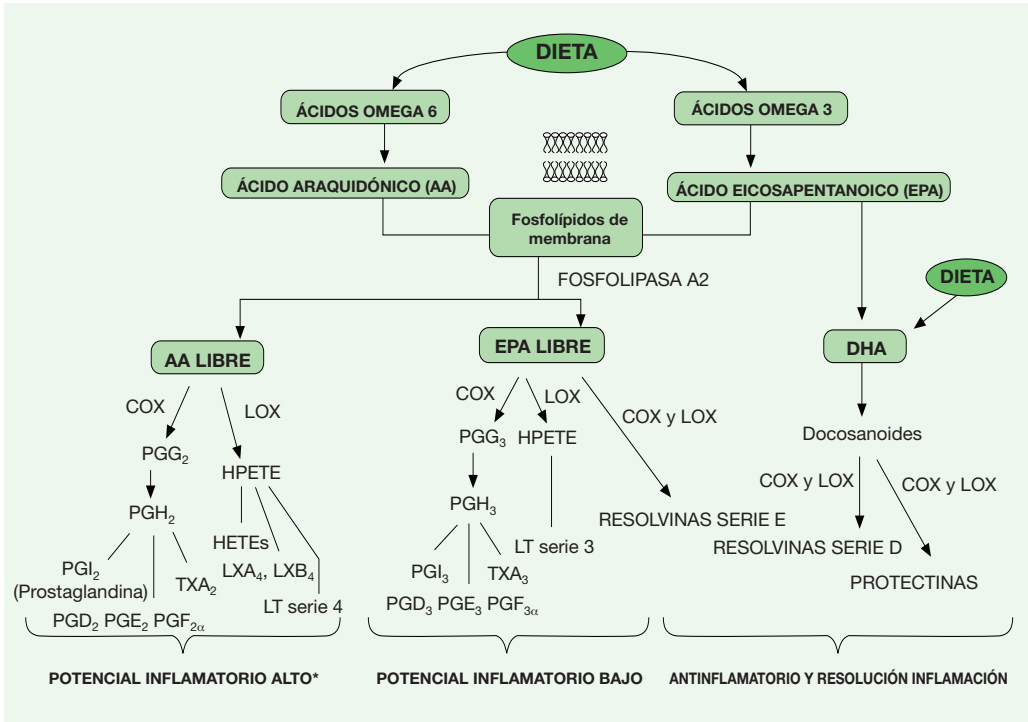 DIETA
ÁCIDOS OMEGA 6
ÁCIDOS OMEGA 3
ÁCIDO ARAQUIDÓNICO (AA)
ÁCIDO EICOSAPENTANOICO (EPA)
Fosfolípidos de
membrana
FOSFOLIPASA A2
DIETA
AA LIBRE
EPA LIBRE
DHA
COX
LOX
PGG₂
HPETE
PGH₂
HETEs
LXA₄, LXB₄
LT serie 4
PGI₂
(Prostaglandina)
TXA₂
PGD₂ PGE₂ PGF₂α
COX
LOX
COX y LOX
PGG₃
HPETE
PGH₃
RESOLVINAS SERIE E
LT serie 3
PGI₃
TXA₃
PGD₃ PGE₃ PGF₃α
Docosanoides
COX y LOX
COX y LOX
RESOLVINAS SERIE D
PROTECTINAS
POTENCIAL INFLAMATORIO ALTO*
POTENCIAL INFLAMATORIO BAJO
ANTINFLAMATORIO Y RESOLUCIÓN INFLAMACIÓN